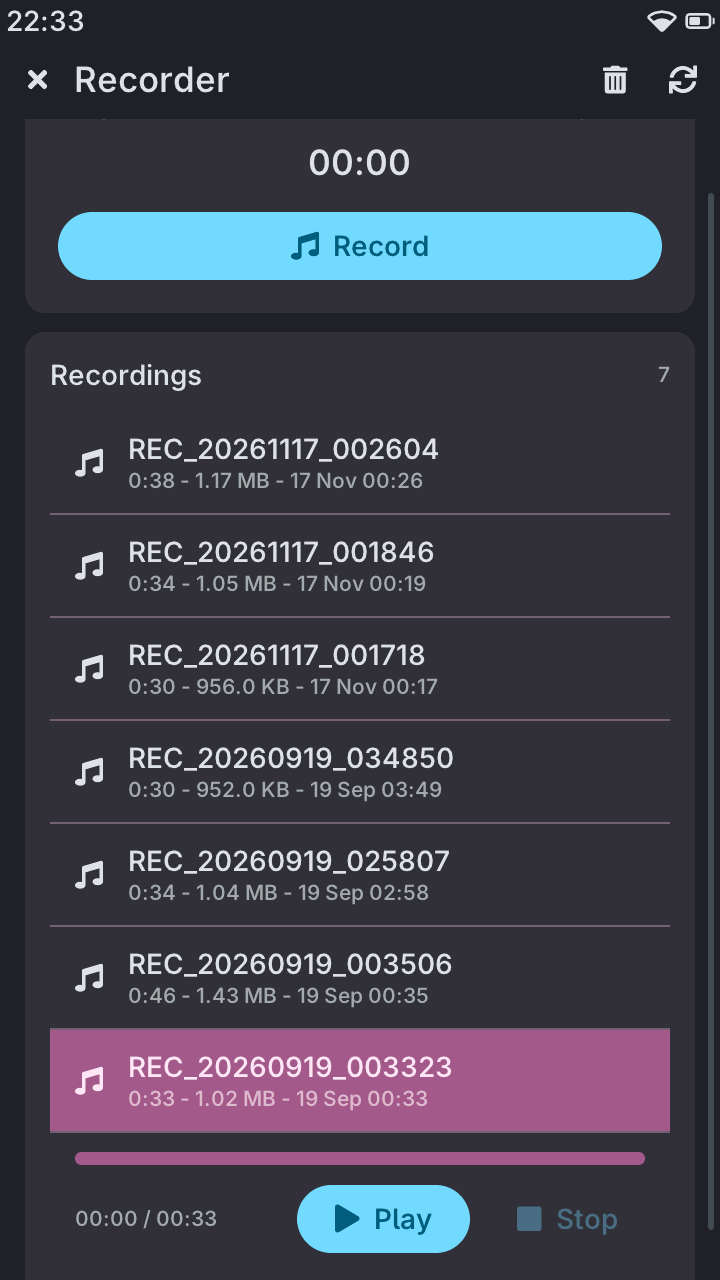 22:33
Recorder
00:00
Record
Recordings 7
REC_20261117_002604
0:38 - 1.17 MB - 17 Nov 00:26
REC_20261117_001846
0:34 - 1.05 MB - 17 Nov 00:19
REC_20261117_001718
0:30 - 956.0 KB - 17 Nov 00:17
REC_20260919_034850
0:30 - 952.0 KB - 19 Sep 03:49
REC_20260919_025807
0:34 - 1.04 MB - 19 Sep 02:58
REC_20260919_003506
0:46 - 1.43 MB - 19 Sep 00:35
REC_20260919_003323
0:33 - 1.02 MB - 19 Sep 00:33
00:00 / 00:33 Play Stop